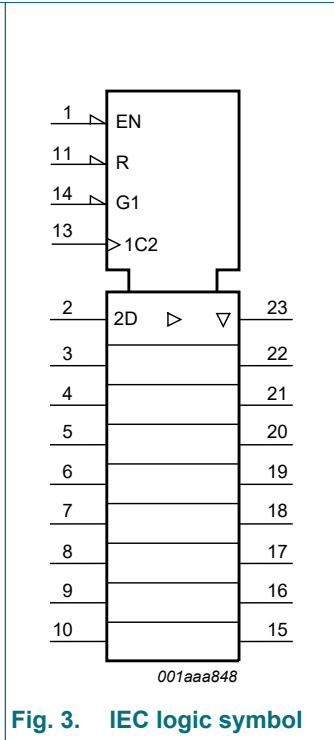 1 EN
11 R
14 G1
13 1C2
2 2D 23
3 22
4 21
5 20
6 19
7 18
8 17
9 16
10 15
001aaa848
Fig. 3. IEC logic symbol